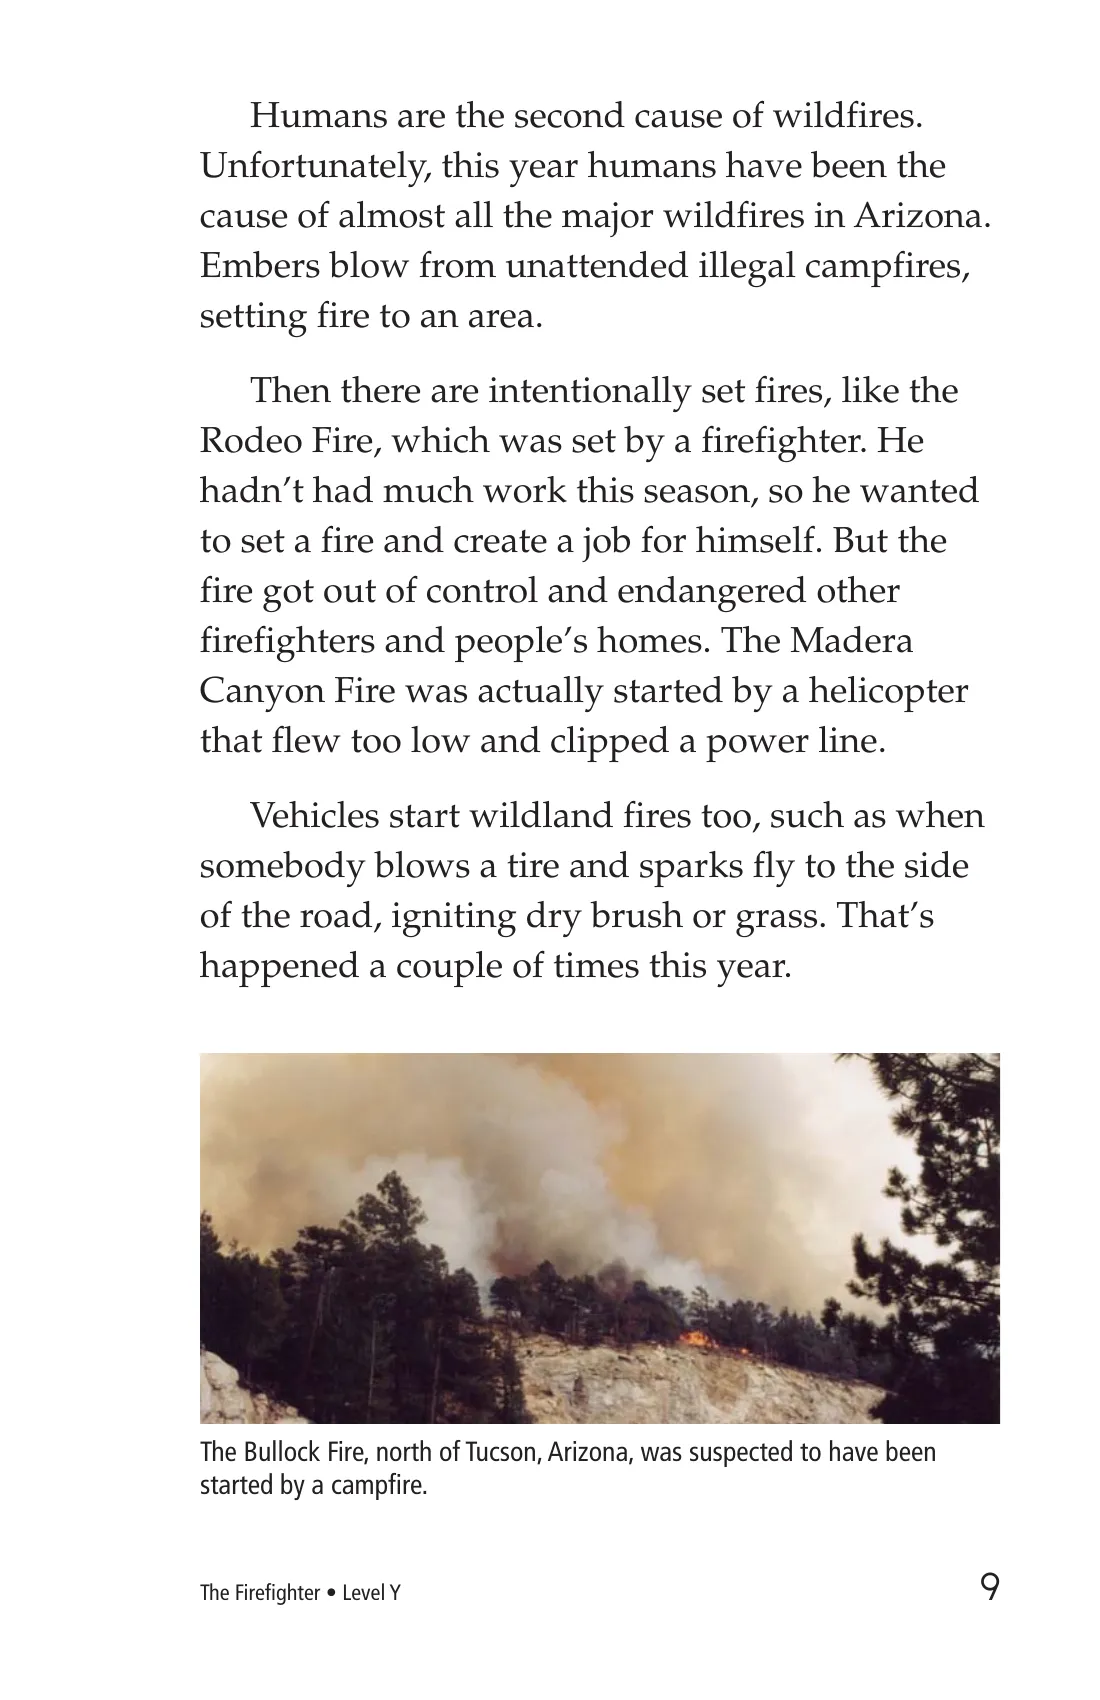 Humans are the second cause of wildfires.
Unfortunately, this year humans have been the
cause of almost all the major wildfires in Arizona.
Embers blow from unattended illegal campfires,
setting fire to an area.
Then there are intentionally set fires, like the
Rodeo Fire, which was set by a firefighter. He
hadn’t had much work this season, so he wanted
to set a fire and create a job for himself. But the
fire got out of control and endangered other
firefighters and people’s homes. The Madera
Canyon Fire was actually started by a helicopter
that flew too low and clipped a power line.
Vehicles start wildland fires too, such as when
somebody blows a tire and sparks fly to the side
of the road, igniting dry brush or grass. That’s
happened a couple of times this year.
The Bullock Fire, north of Tucson, Arizona, was suspected to have been
started by a campfire.
The Firefighter • Level Y
9